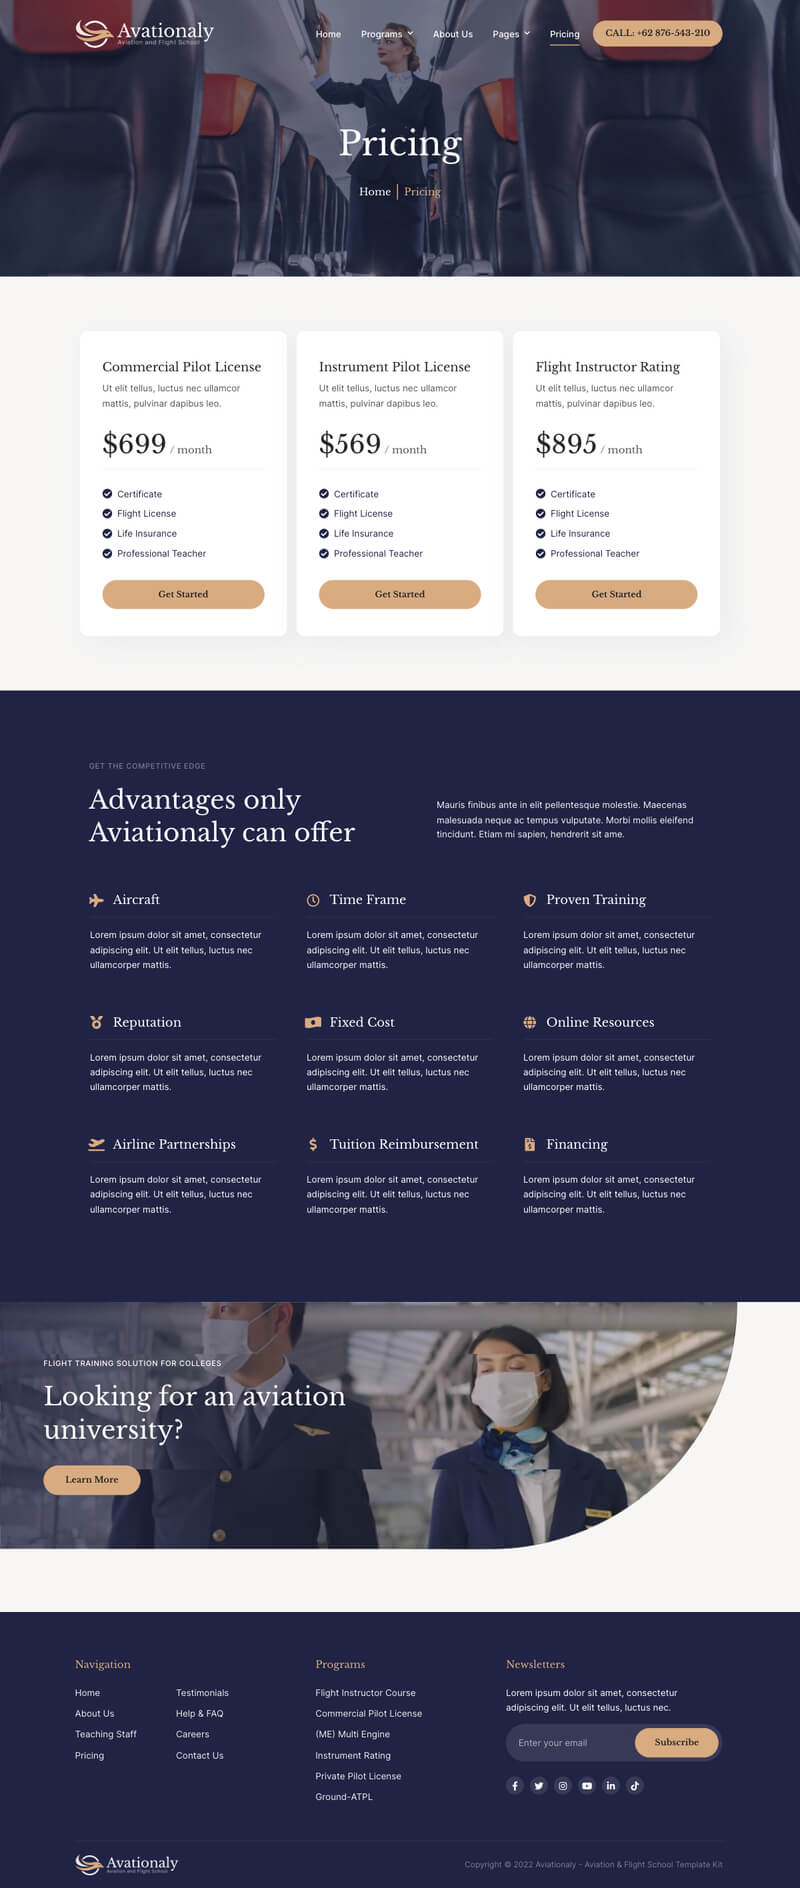 Avationaly
Aviation and Flight School
Home
Programs
About Us
Pages
Pricing
CALL: +62 876-543-210
Pricing
Home | Pricing
Commercial Pilot License
Ut elit tellus, luctus nec ullamcor
mattis, pulvinar dapibus leo.
$699 / month
Certificate
Flight License
Life Insurance
Professional Teacher
Get Started
Instrument Pilot License
Ut elit tellus, luctus nec ullamcor
mattis, pulvinar dapibus leo.
$569 / month
Certificate
Flight License
Life Insurance
Professional Teacher
Get Started
Flight Instructor Rating
Ut elit tellus, luctus nec ullamcor
mattis, pulvinar dapibus leo.
$895 / month
Certificate
Flight License
Life Insurance
Professional Teacher
Get Started
GET THE COMPETITIVE EDGE
Advantages only
Aviationaly can offer
Mauris finibus ante in elit pellentesque molestie. Maecenas
malesuada neque ac tempus vulputate. Morbi mollis eleifend
tincidunt. Etiam mi sapien, hendrerit sit ame.
Aircraft
Lorem ipsum dolor sit amet, consectetur
adipiscing elit. Ut elit tellus, luctus nec
ullamcorper mattis.
Time Frame
Lorem ipsum dolor sit amet, consectetur
adipiscing elit. Ut elit tellus, luctus nec
ullamcorper mattis.
Proven Training
Lorem ipsum dolor sit amet, consectetur
adipiscing elit. Ut elit tellus, luctus nec
ullamcorper mattis.
Reputation
Lorem ipsum dolor sit amet, consectetur
adipiscing elit. Ut elit tellus, luctus nec
ullamcorper mattis.
Fixed Cost
Lorem ipsum dolor sit amet, consectetur
adipiscing elit. Ut elit tellus, luctus nec
ullamcorper mattis.
Online Resources
Lorem ipsum dolor sit amet, consectetur
adipiscing elit. Ut elit tellus, luctus nec
ullamcorper mattis.
Airline Partnerships
Lorem ipsum dolor sit amet, consectetur
adipiscing elit. Ut elit tellus, luctus nec
ullamcorper mattis.
Tuition Reimbursement
Lorem ipsum dolor sit amet, consectetur
adipiscing elit. Ut elit tellus, luctus nec
ullamcorper mattis.
Financing
Lorem ipsum dolor sit amet, consectetur
adipiscing elit. Ut elit tellus, luctus nec
ullamcorper mattis.
FLIGHT TRAINING SOLUTION FOR COLLEGES
Looking for an aviation
university?
Learn More
Navigation
Home
About Us
Teaching Staff
Pricing
Testimonials
Help & FAQ
Careers
Contact Us
Programs
Flight Instructor Course
Commercial Pilot License
(ME) Multi Engine
Instrument Rating
Private Pilot License
Ground-ATPL
Newsletters
Lorem ipsum dolor sit amet, consectetur
adipiscing elit. Ut elit tellus, luctus nec.
Enter your email
Subscribe
Avationaly
Aviation and Flight School
Copyright © 2022 Aviationaly - Aviation & Flight School Template Kit